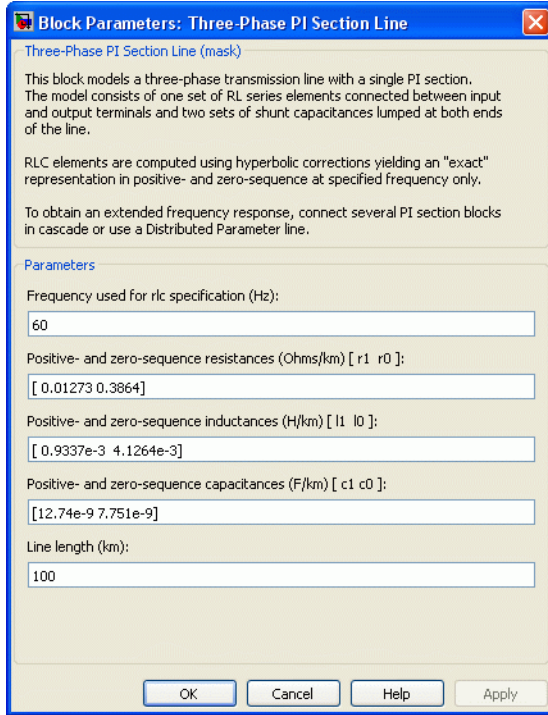 Block Parameters: Three-Phase PI Section Line
Three-Phase PI Section Line (mask)
This block models a three-phase transmission line with a single PI section.
The model consists of one set of RL series elements connected between input
and output terminals and two sets of shunt capacitances lumped at both ends
of the line.
RLC elements are computed using hyperbolic corrections yielding an "exact"
representation in positive- and zero-sequence at specified frequency only.
To obtain an extended frequency response, connect several PI section blocks
in cascade or use a Distributed Parameter line.
Parameters
Frequency used for rlc specification (Hz):
60
Positive- and zero-sequence resistances (Ohms/km) [ r1  r0 ]:
[ 0.01273 0.3864]
Positive- and zero-sequence inductances (H/km) [ l1  l0 ]:
[ 0.9337e-3  4.1264e-3]
Positive- and zero-sequence capacitances (F/km) [ c1 c0 ]:
[12.74e-9 7.751e-9]
Line length (km):
100
OK Cancel Help Apply